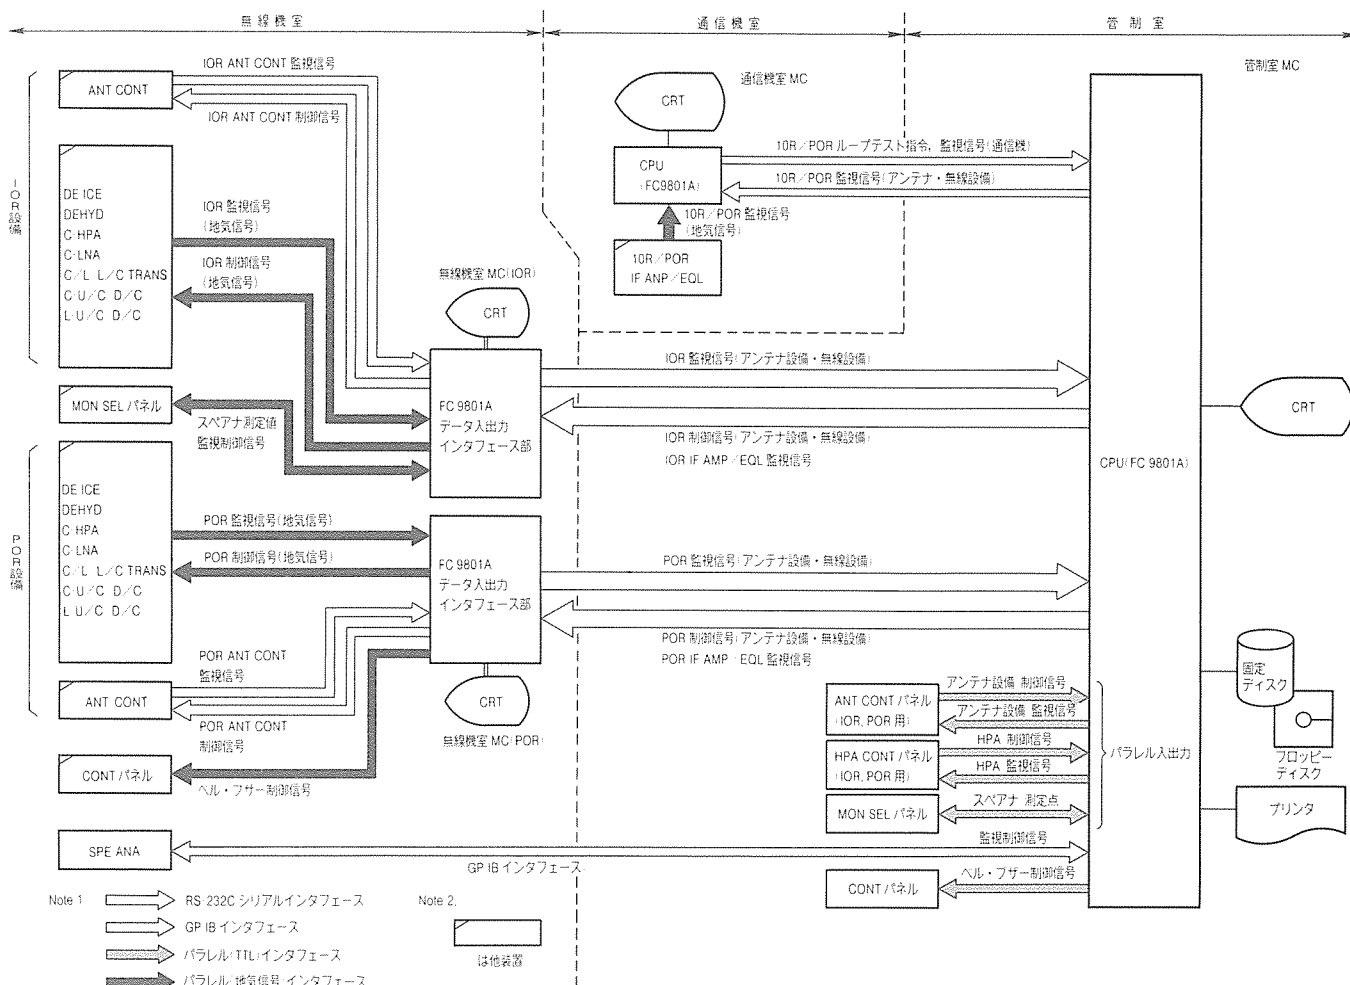 無線機室
通信機室
管制室
IOR設備
ANT CONT
IOR ANT CONT 監視信号
IOR ANT CONT 制御信号
DE ICE
DEHYD
C·HPA
C·LNA
C/L L/C TRANS
C·U/C D/C
L·U/C D/C
IOR 監視信号
(地気信号)
IOR 制御信号
(地気信号)
MON SEL パネル
スペアナ測定値
監視制御信号
無線機室 MC(IOR)
CRT
FC 9801A
データ入出力
インタフェース部
通信機室 MC
CRT
CPU
(FC9801A)
10R/POR 監視信号
(地気信号)
10R/POR
IF ANP/EQL
10R/POR ループテスト指令, 監視信号(通信機)
10R/POR 監視信号(アンテナ・無線設備)
管制室 MC
IOR 監視信号(アンテナ設備・無線設備)
IOR 制御信号(アンテナ設備・無線設備)
IOR IF AMP/EQL 監視信号
CPU(FC 9801A)
CRT
POR設備
DE ICE
DEHYD
C·HPA
C·LNA
C/L L/C TRANS
C·U/C D/C
L U/C D/C
POR 監視信号(地気信号)
POR 制御信号(地気信号)
FC 9801A
データ入出力
インタフェース部
POR 監視信号(アンテナ設備・無線設備)
POR 制御信号(アンテナ設備・無線設備)
POR IF AMP·EQL 監視信号
POR ANT CONT
監視信号
ANT CONT
POR ANT CONT
制御信号
CRT
無線機室 MC(POR)
CONT パネル
ベル・ブザー制御信号
ANT CONT パネル
(IOR, POR 用)
アンテナ設備 制御信号
アンテナ設備 監視信号
HPA CONT パネル
(IOR, POR 用)
HPA 制御信号
HPA 監視信号
MON SEL パネル
スペアナ 測定点
パラレル入出力
固定
ディスク
フロッピー
ディスク
プリンタ
SPE ANA
GP IB インタフェース
監視制御信号
CONT パネル
ベル・ブザー制御信号
Note 1
RS-232C シリアルインタフェース
GP IB インタフェース
パラレル(TTL)インタフェース
パラレル(地気信号)インタフェース
Note 2.
は他装置